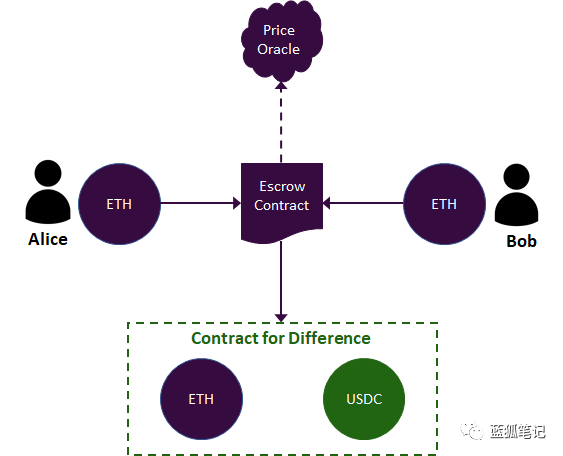 Price
Oracle
Alice
ETH
Escrow
Contract
ETH
Bob
Contract for Difference
ETH
USDC
蓝狐笔记